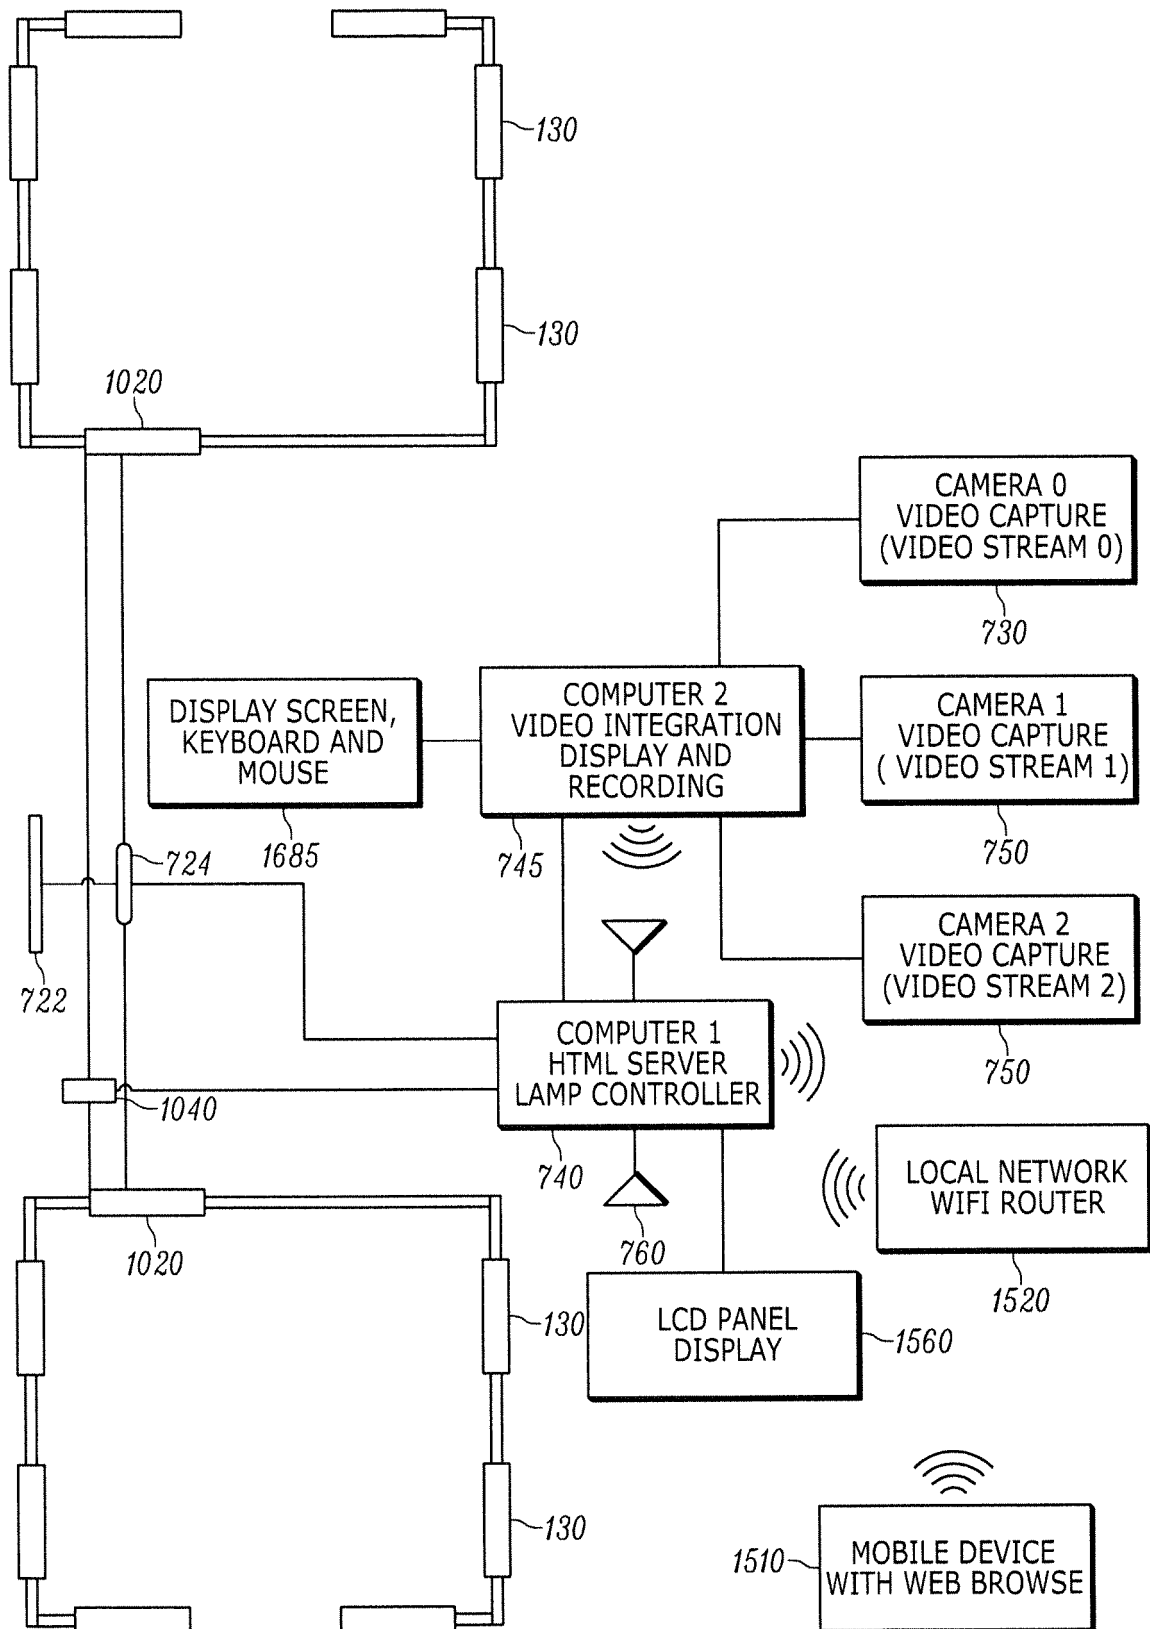 130
130
1020
CAMERA 0
VIDEO CAPTURE
(VIDEO STREAM 0)
730
DISPLAY SCREEN,
KEYBOARD AND
MOUSE
1685
COMPUTER 2
VIDEO INTEGRATION
DISPLAY AND
RECORDING
745
CAMERA 1
VIDEO CAPTURE
( VIDEO STREAM 1)
750
724
722
CAMERA 2
VIDEO CAPTURE
(VIDEO STREAM 2)
750
COMPUTER 1
HTML SERVER
LAMP CONTROLLER
740
1040
760
LOCAL NETWORK
WIFI ROUTER
1520
1020
130
LCD PANEL
DISPLAY
1560
130
1510
MOBILE DEVICE
WITH WEB BROWSE